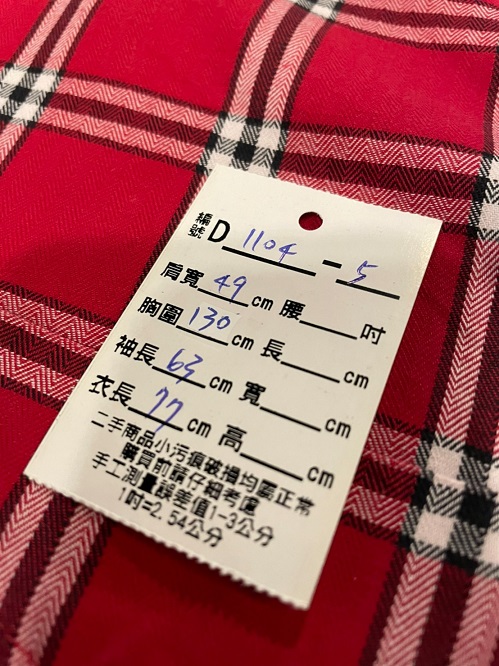 編號 D 1104 - 5
肩寬 49 cm 腰 吋
胸圍 130 cm 長 cm
袖長 63 cm 寬 cm
衣長 77 cm 高 cm
二手商品小污痕破損均屬正常
購買前請仔細考慮
手工測量誤差值1-3公分
1吋=2.54公分